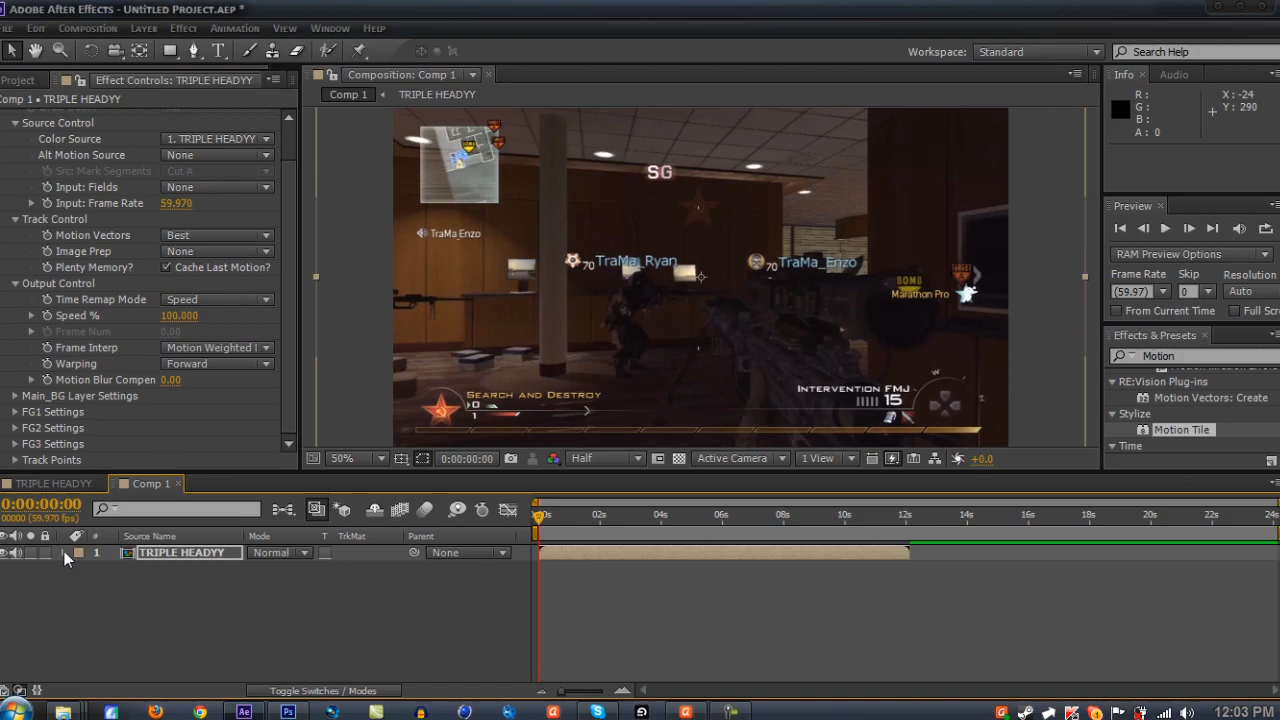 Adobe After Effects - Untitled Project.aep *
File Edit Composition Layer Effect Animation View Window Help
Workspace: Standard Search Help
Project Effect Controls: TRIPLE HEADYY
Comp 1 • TRIPLE HEADYY
Source Control
Color Source 1. TRIPLE HEADYY
Alt Motion Source None
Src: Mark Segments Cut A
Input: Fields None
Input: Frame Rate 59.970
Track Control
Motion Vectors Best
Image Prep None
Plenty Memory? Cache Last Motion?
Output Control
Time Remap Mode Speed
Speed % 100.000
Frame Num 0.00
Frame Interp Motion Weighted
Warping Forward
Motion Blur Compen 0.00
Main_BG Layer Settings
FG1 Settings
FG2 Settings
FG3 Settings
Track Points
Composition: Comp 1
Comp 1 TRIPLE HEADYY
SG
BOMB
TraMa_Enzo
70 TraMa_Ryan
70 TraMa_Enzo
TARGET
BOMB
Marathon Pro
Search and Destroy
0
1
Intervention FMJ
15
W
50% 0:00:00:00 Half Active Camera 1 View +0.0
Info Audio
R: X: -24
G: Y: 290
B:
A: 0
Preview
RAM Preview Options
Frame Rate Skip Resolution
(59.97) 0 Auto
From Current Time Full Scre
Effects & Presets
Motion
RE:Vision Plug-ins
Motion Vectors: Create
Stylize
Motion Tile
Time
TRIPLE HEADYY Comp 1
0:00:00:00
00000 (59.970 fps)
02s 04s 06s 08s 10s 12s 14s 16s 18s 20s 22s 24s
# Source Name Mode T TrkMat Parent
1 TRIPLE HEADYY Normal None
Toggle Switches / Modes
12:03 PM